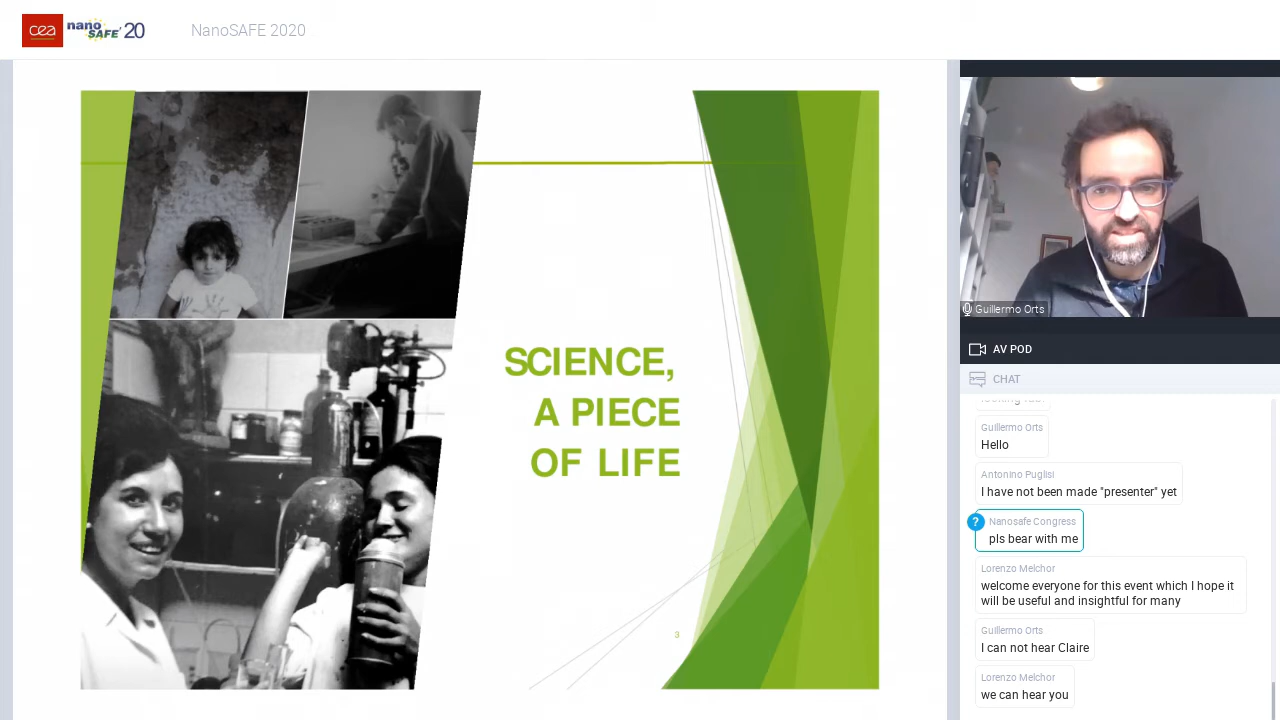 cea nano SAFE 20
NanoSAFE 2020
SCIENCE,
A PIECE
OF LIFE
3
Guillermo Orts
AV POD
CHAT
Guillermo Orts
Hello
Antonino Puglisi
I have not been made "presenter" yet
?
Nanosafe Congress
pls bear with me
Lorenzo Melchor
welcome everyone for this event which I hope it
will be useful and insightful for many
Guillermo Orts
I can not hear Claire
Lorenzo Melchor
we can hear you